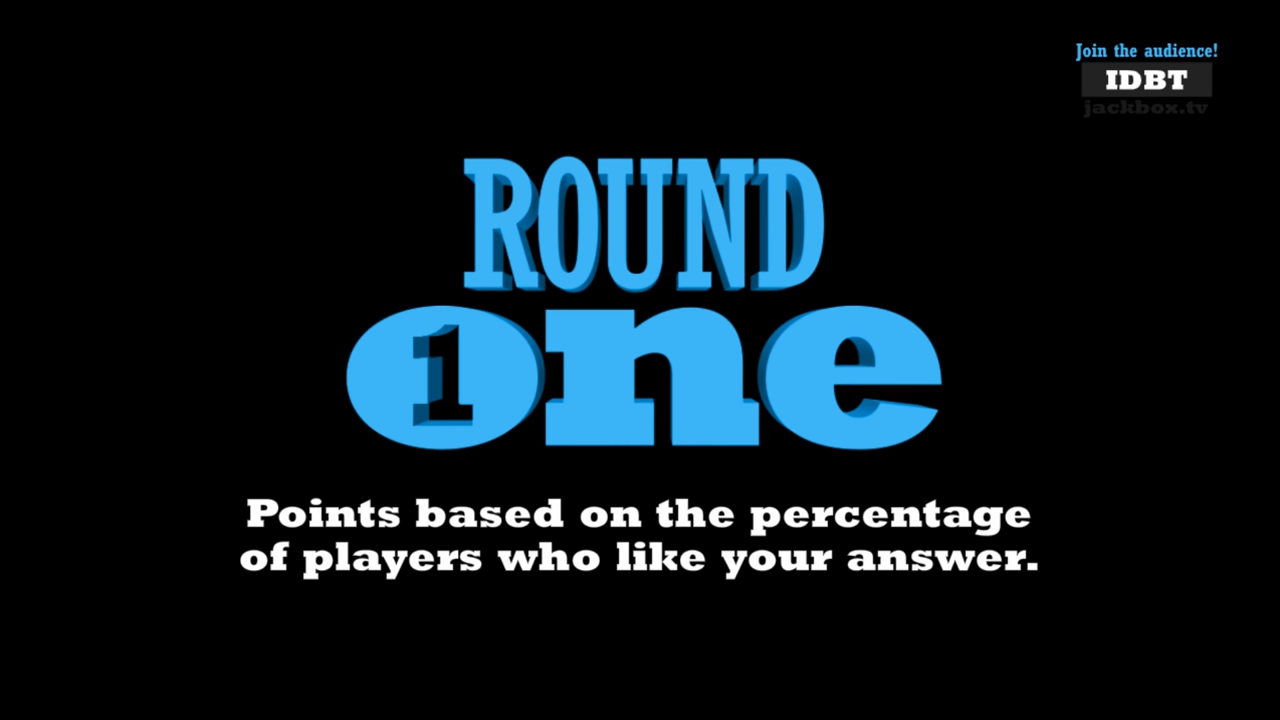 Join the audience!
IDBT
jackbox.tv
ROUND
One
1
Points based on the percentage
of players who like your answer.